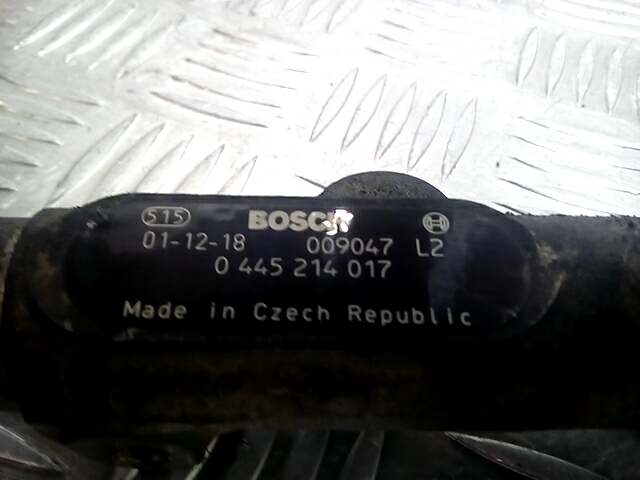 515 BOSCH
01-12-18 009047 L2
0 445 214 017
Made in Czech Republic